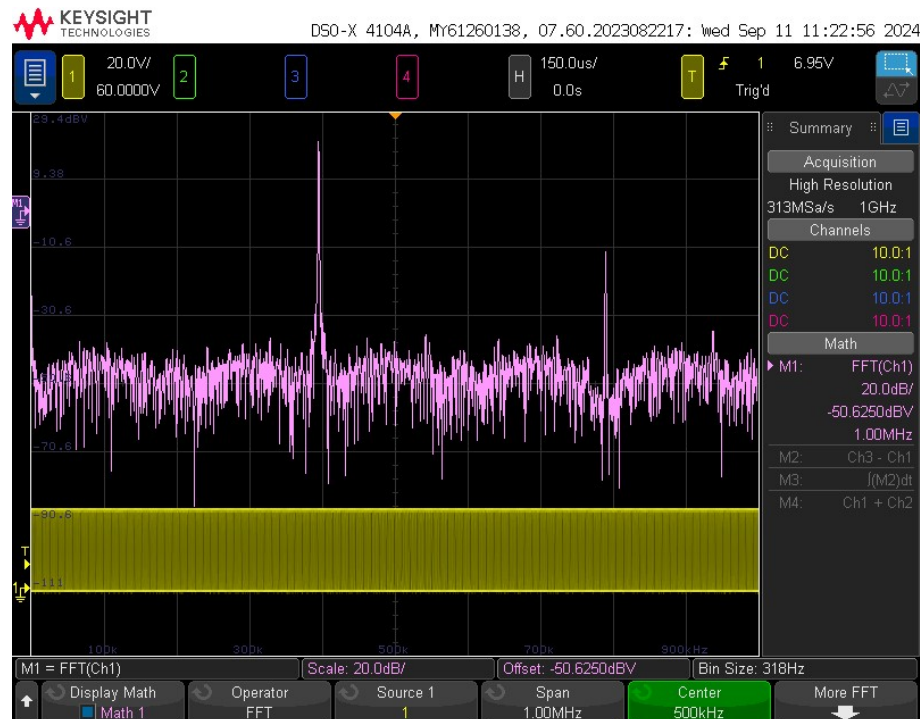 KEYSIGHT
TECHNOLOGIES
DSO-X 4104A, MY61260138, 07.60.2023082217: Wed Sep 11 11:22:56 2024
1 20.0V/ 60.0000V 2 3 4 H 150.0us/ 0.0s T 1 6.95V Trig'd
29.4dBV
9.38
M1
-10.6
-30.6
-70.6
-90.6
T
-111
1
100k 300k 500k 700k 900kHz
Summary
Acquisition
High Resolution
313MSa/s 1GHz
Channels
DC 10.0:1
DC 10.0:1
DC 10.0:1
DC 10.0:1
Math
M1: FFT(Ch1)
20.0dB/
-50.6250dBV
1.00MHz
M2: Ch3 - Ch1
M3: ∫(M2)dt
M4: Ch1 + Ch2
M1 = FFT(Ch1) Scale: 20.0dB/ Offset: -50.6250dBV Bin Size: 318Hz
Display Math Operator Source 1 Span Center More FFT
Math 1 FFT 1 1.00MHz 500kHz